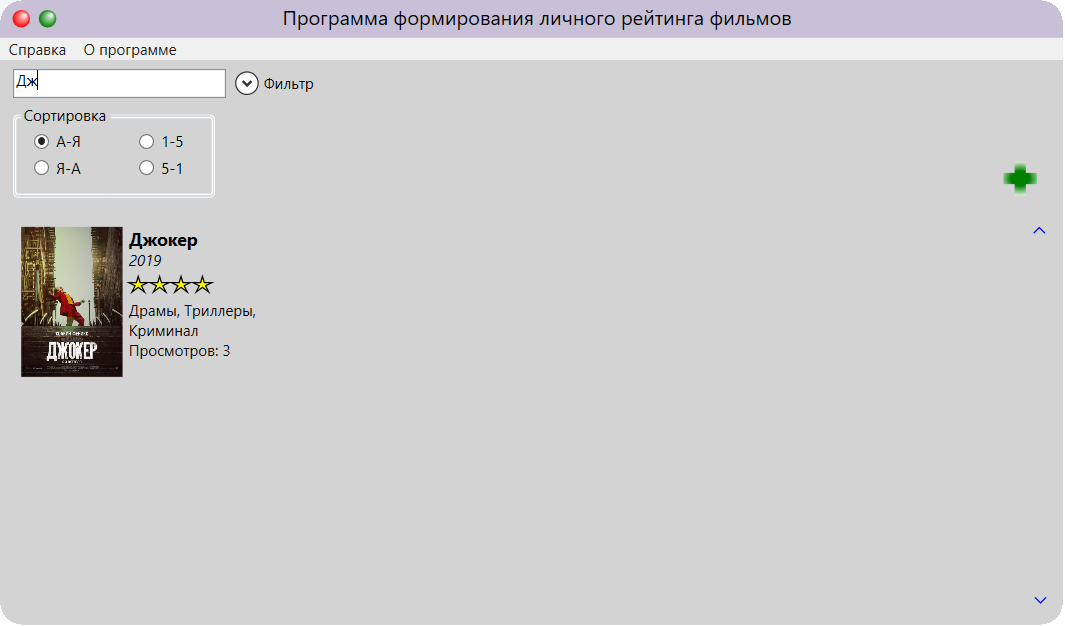 Программа формирования личного рейтинга фильмов
Справка О программе
Дж
Фильтр
Сортировка
А-Я 1-5
Я-А 5-1
Джокер
2019
Драмы, Триллеры,
Криминал
Просмотров: 3
ДЖОКЕР